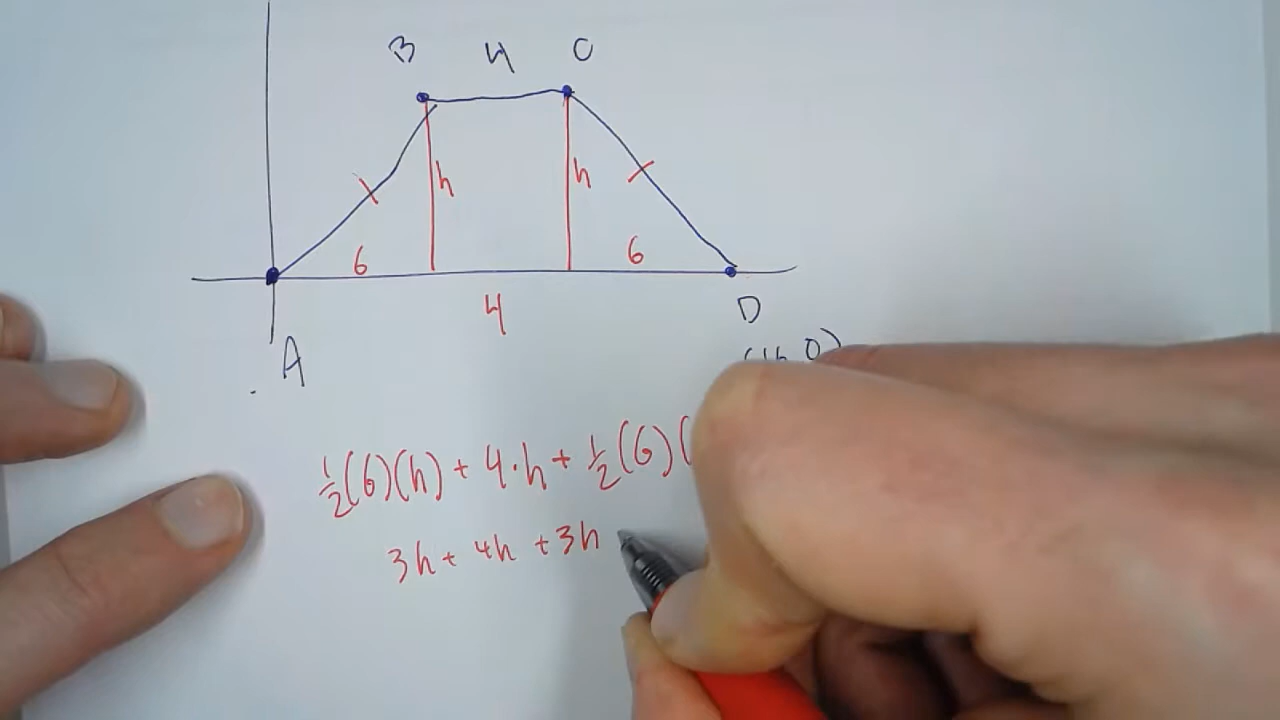 B 4 C
h h
6 6
4
D
A
½(6)(h) + 4·h + ½(6)(
3h + 4h + 3h